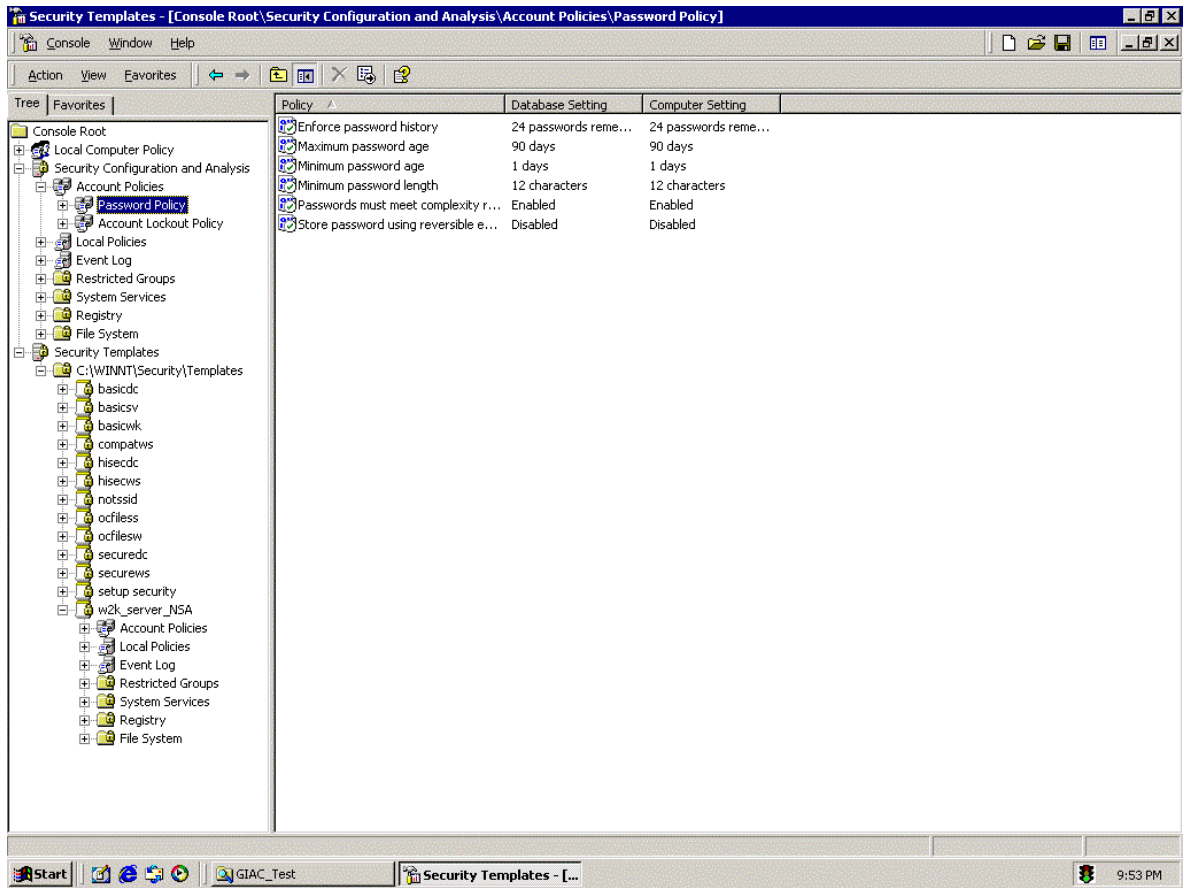 Security Templates - [Console Root\Security Configuration and Analysis\Account Policies\Password Policy]
Console Window Help
Action View Favorites
Tree Favorites
Console Root
Local Computer Policy
Security Configuration and Analysis
Account Policies
Password Policy
Account Lockout Policy
Local Policies
Event Log
Restricted Groups
System Services
Registry
File System
Security Templates
C:\WINNT\Security\Templates
basicdc
basicsv
basicwk
compatws
hisecdc
hisecws
notssid
ocfiless
ocfilesw
securedc
securews
setup security
w2k_server_NSA
Account Policies
Local Policies
Event Log
Restricted Groups
System Services
Registry
File System
Policy Database Setting Computer Setting
Enforce password history 24 passwords reme... 24 passwords reme...
Maximum password age 90 days 90 days
Minimum password age 1 days 1 days
Minimum password length 12 characters 12 characters
Passwords must meet complexity r... Enabled Enabled
Store password using reversible e... Disabled Disabled
Start GIAC_Test Security Templates - [... 9:53 PM